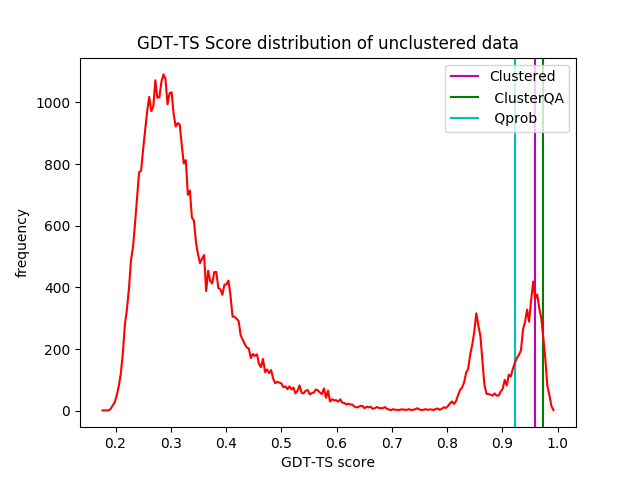 GDT-TS Score distribution of unclustered data
Clustered
ClusterQA
Qprob
frequency
1000
800
600
400
200
0
0.2 0.3 0.4 0.5 0.6 0.7 0.8 0.9 1.0
GDT-TS score